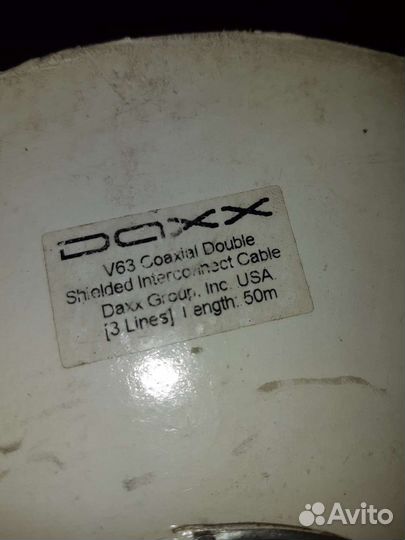 DAXX
V63 Coaxial Double
Shielded Interconnect Cable
Daxx Group, Inc. USA.
[3 Lines] Length: 50m
Avito